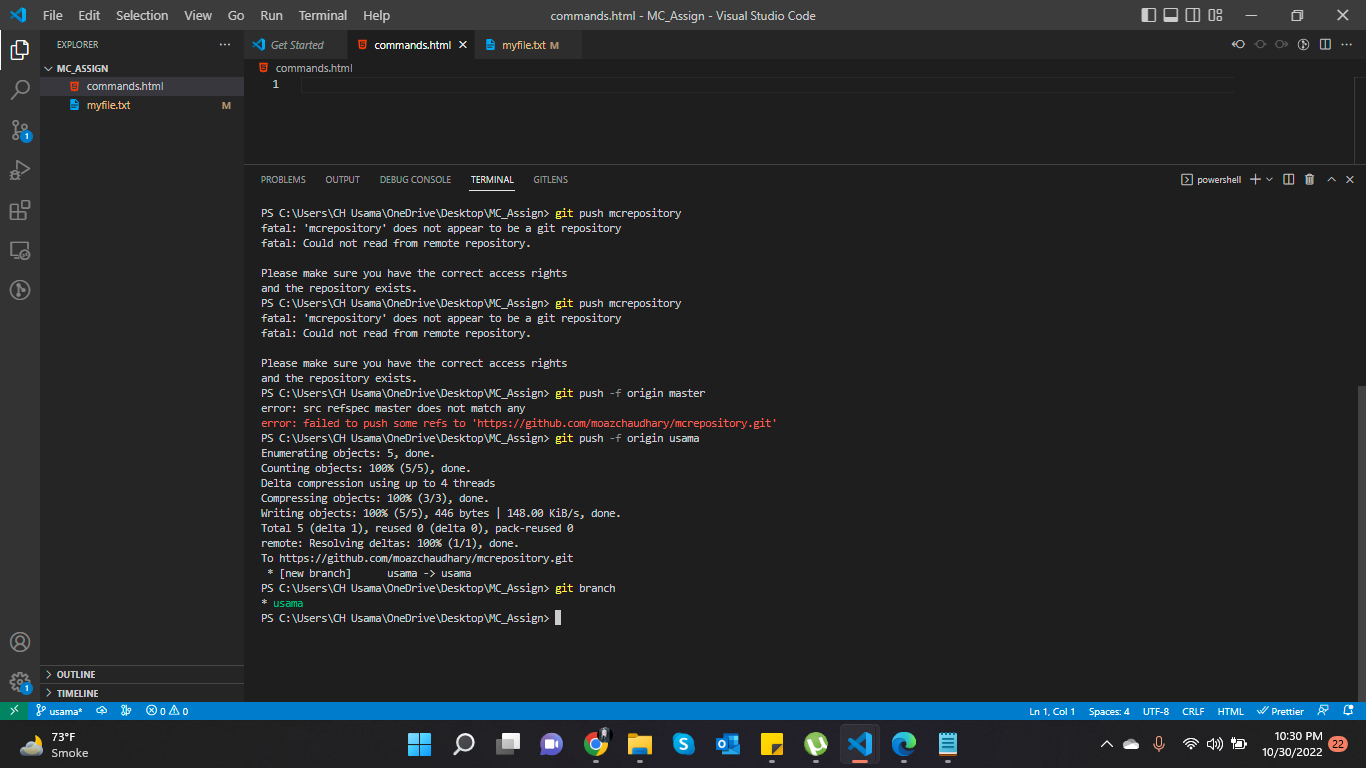 File Edit Selection View Go Run Terminal Help
commands.html - MC_Assign - Visual Studio Code
EXPLORER
MC_ASSIGN
commands.html
myfile.txt M
1
Get Started
commands.html
myfile.txt M
commands.html
1
PROBLEMS OUTPUT DEBUG CONSOLE TERMINAL GITLENS
powershell
PS C:\Users\CH Usama\OneDrive\Desktop\MC_Assign> git push mcrepository
fatal: 'mcrepository' does not appear to be a git repository
fatal: Could not read from remote repository.
Please make sure you have the correct access rights
and the repository exists.
PS C:\Users\CH Usama\OneDrive\Desktop\MC_Assign> git push mcrepository
fatal: 'mcrepository' does not appear to be a git repository
fatal: Could not read from remote repository.
Please make sure you have the correct access rights
and the repository exists.
PS C:\Users\CH Usama\OneDrive\Desktop\MC_Assign> git push -f origin master
error: src refspec master does not match any
error: failed to push some refs to 'https://github.com/moazchaudhary/mcrepository.git'
PS C:\Users\CH Usama\OneDrive\Desktop\MC_Assign> git push -f origin usama
Enumerating objects: 5, done.
Counting objects: 100% (5/5), done.
Delta compression using up to 4 threads
Compressing objects: 100% (3/3), done.
Writing objects: 100% (5/5), 446 bytes | 148.00 KiB/s, done.
Total 5 (delta 1), reused 0 (delta 0), pack-reused 0
remote: Resolving deltas: 100% (1/1), done.
To https://github.com/moazchaudhary/mcrepository.git
* [new branch] usama -> usama
PS C:\Users\CH Usama\OneDrive\Desktop\MC_Assign> git branch
* usama
PS C:\Users\CH Usama\OneDrive\Desktop\MC_Assign>
OUTLINE
TIMELINE
1
usama* 0 0 Ln 1, Col 1 Spaces: 4 UTF-8 CRLF HTML Prettier
73°F
Smoke
10:30 PM
10/30/2022
22